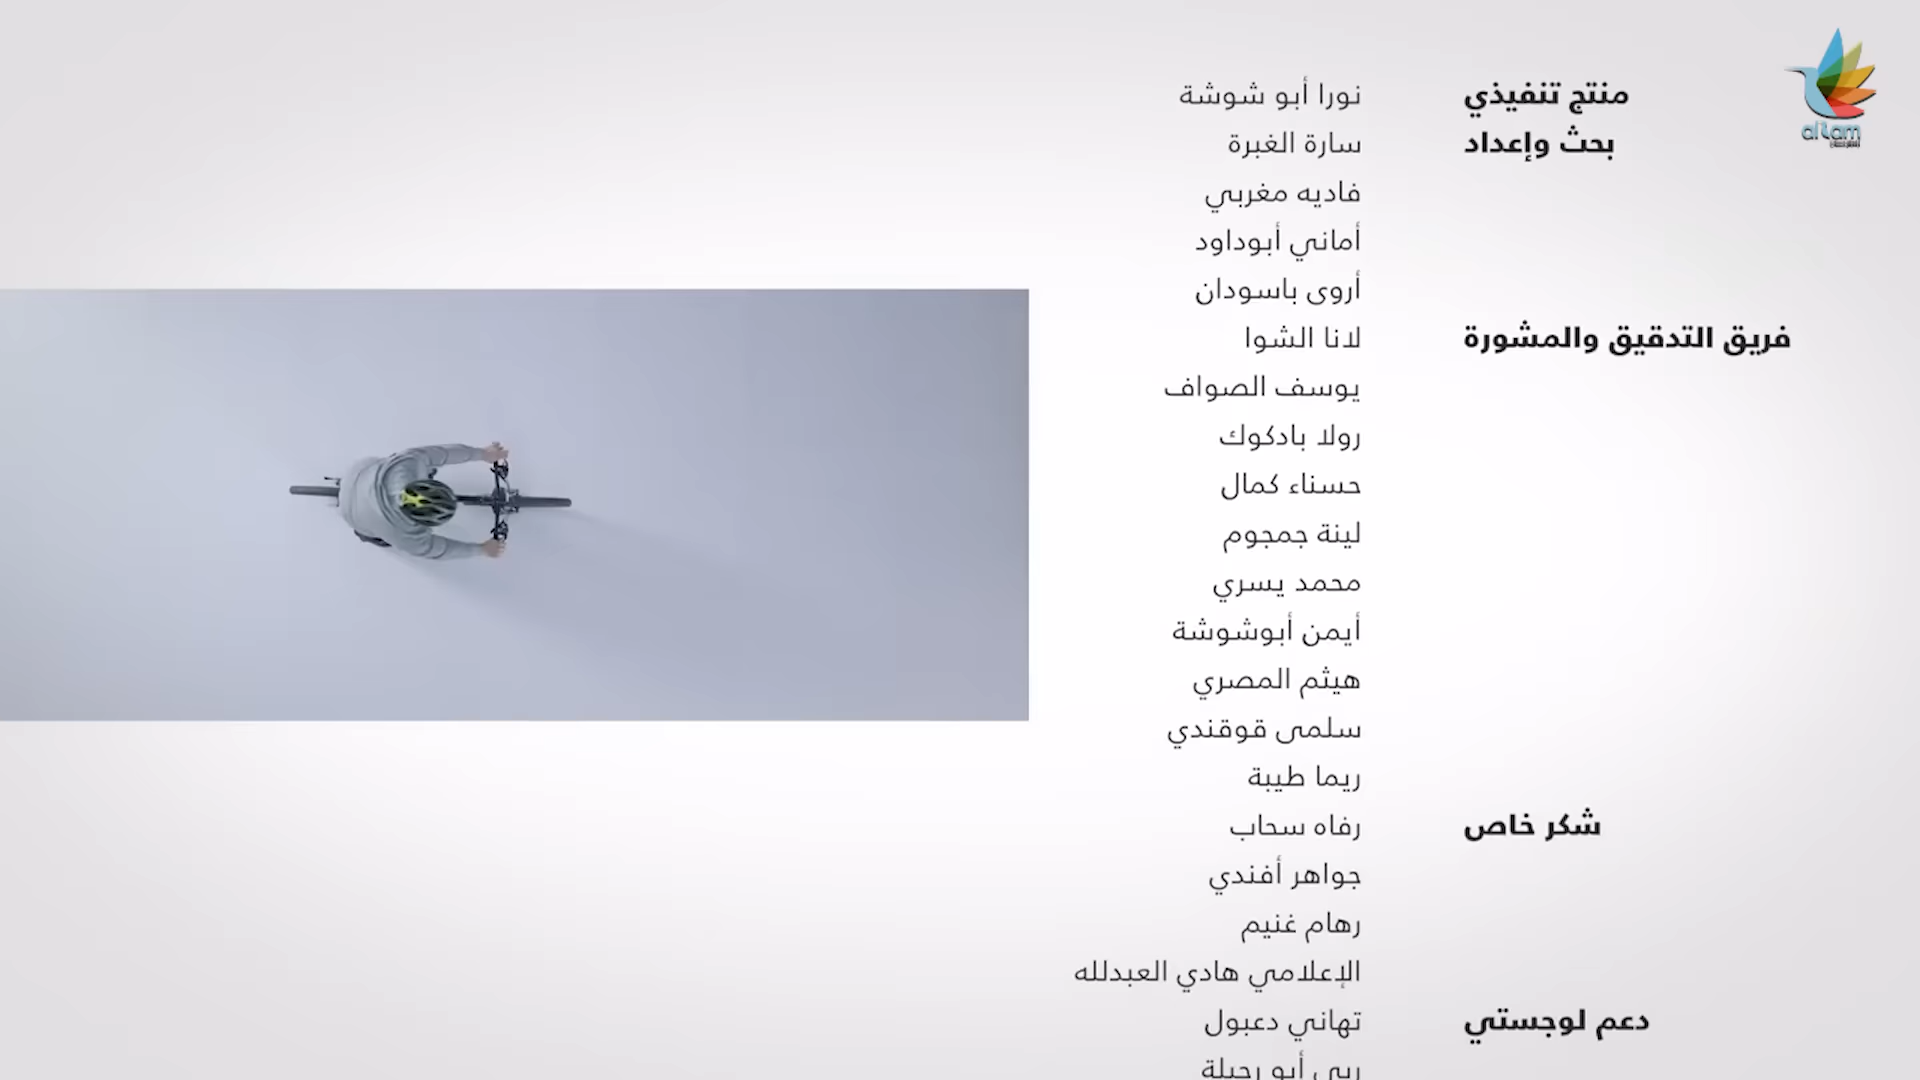 منتج تنفيذي نورا أبو شوشة
بحث وإعداد سارة الغبرة
فاديه مغربي
أماني أبوداود
أروى باسودان
فريق التدقيق والمشورة لانا الشوا
يوسف الصواف
رولا بادكوك
حسناء كمال
لينة جمجوم
محمد يسري
أيمن أبوشوشة
هيثم المصري
سلمى قوقندي
ريما طيبة
شكر خاص رفاه سحاب
جواهر أفندي
رهام غنيم
الإعلامي هادي العبدلله
دعم لوجستي تهاني دعبول